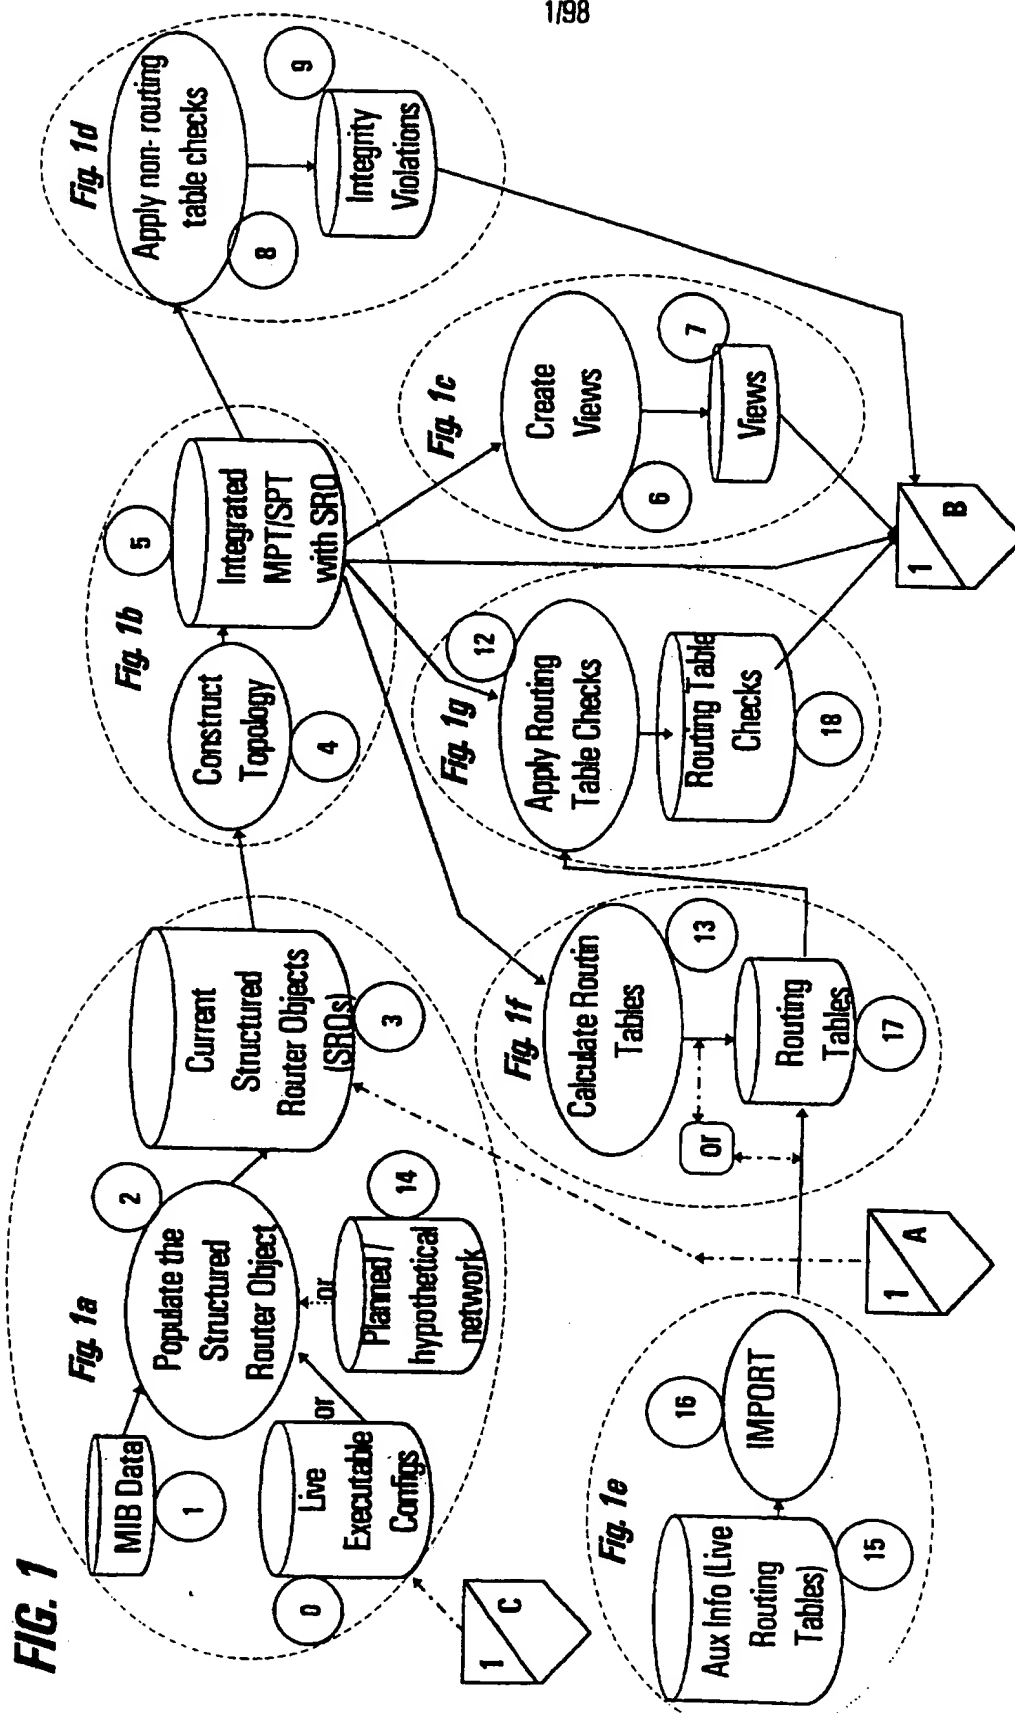 1/98
FIG. 1
Fig. 1a
MIB Data
1
Populate the
Structured
Router Object
2
Live
Executable
Configs
0
or
or
Planned /
hypothetical
network
14
Current
Structured
Router Objects
(SROs)
3
1
C
Fig. 1b
Construct
Topology
4
Integrated
MPT/SPT
with SRO
5
Fig. 1d
Apply non- routing
table checks
8
9
Integrity
Violations
Fig. 1c
Create
Views
6
7
Views
Fig. 1g
12
Apply Routing
Table Checks
Routing Table
Checks
18
Fig. 1f
Calculate Routin
Tables
13
or
Routing
Tables
17
Fig. 1e
Aux Info (Live
Routing
Tables)
15
16
IMPORT
1
A
1
B